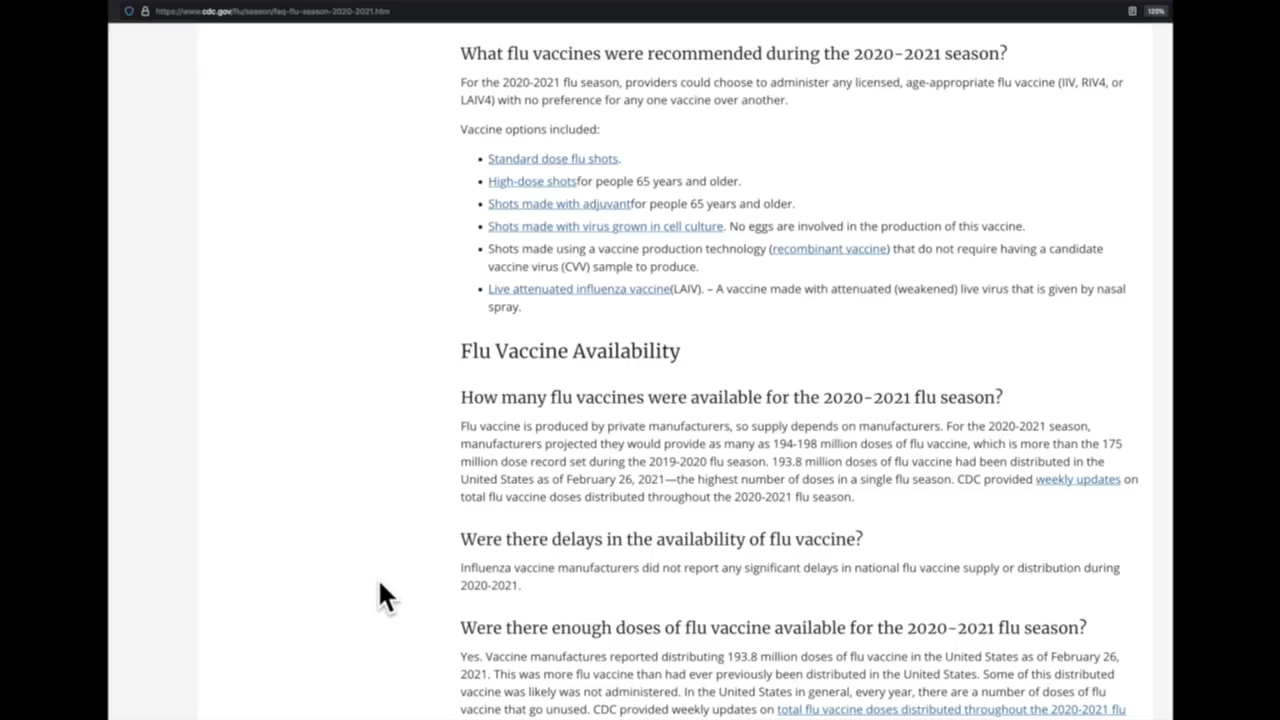 https://www.cdc.gov/flu/season/faq-flu-season-2020-2021.htm
120%
What flu vaccines were recommended during the 2020-2021 season?
For the 2020-2021 flu season, providers could choose to administer any licensed, age-appropriate flu vaccine (IIV, RIV4, or
LAIV4) with no preference for any one vaccine over another.
Vaccine options included:
• Standard dose flu shots.
• High-dose shotsfor people 65 years and older.
• Shots made with adjuvantfor people 65 years and older.
• Shots made with virus grown in cell culture. No eggs are involved in the production of this vaccine.
• Shots made using a vaccine production technology (recombinant vaccine) that do not require having a candidate
vaccine virus (CVV) sample to produce.
• Live attenuated influenza vaccine(LAIV). – A vaccine made with attenuated (weakened) live virus that is given by nasal
spray.
Flu Vaccine Availability
How many flu vaccines were available for the 2020-2021 flu season?
Flu vaccine is produced by private manufacturers, so supply depends on manufacturers. For the 2020-2021 season,
manufacturers projected they would provide as many as 194-198 million doses of flu vaccine, which is more than the 175
million dose record set during the 2019-2020 flu season. 193.8 million doses of flu vaccine had been distributed in the
United States as of February 26, 2021—the highest number of doses in a single flu season. CDC provided weekly updates on
total flu vaccine doses distributed throughout the 2020-2021 flu season.
Were there delays in the availability of flu vaccine?
Influenza vaccine manufacturers did not report any significant delays in national flu vaccine supply or distribution during
2020-2021.
Were there enough doses of flu vaccine available for the 2020-2021 flu season?
Yes. Vaccine manufactures reported distributing 193.8 million doses of flu vaccine in the United States as of February 26,
2021. This was more flu vaccine than had ever previously been distributed in the United States. Some of this distributed
vaccine was likely was not administered. In the United States in general, every year, there are a number of doses of flu
vaccine that go unused. CDC provided weekly updates on total flu vaccine doses distributed throughout the 2020-2021 flu